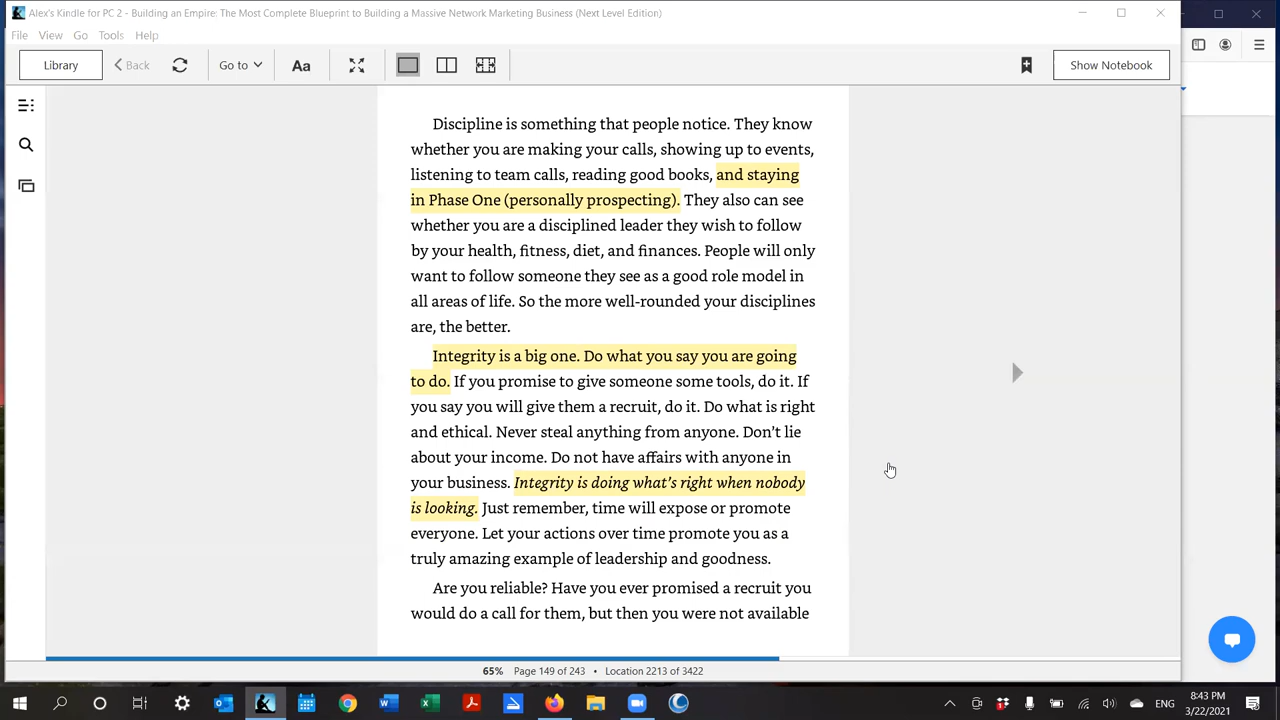 Alex's Kindle for PC 2 - Building an Empire: The Most Complete Blueprint to Building a Massive Network Marketing Business (Next Level Edition)
File View Go Tools Help
Library Back Go to Aa Show Notebook
Discipline is something that people notice. They know
whether you are making your calls, showing up to events,
listening to team calls, reading good books, and staying
in Phase One (personally prospecting). They also can see
whether you are a disciplined leader they wish to follow
by your health, fitness, diet, and finances. People will only
want to follow someone they see as a good role model in
all areas of life. So the more well-rounded your disciplines
are, the better.
Integrity is a big one. Do what you say you are going
to do. If you promise to give someone some tools, do it. If
you say you will give them a recruit, do it. Do what is right
and ethical. Never steal anything from anyone. Don't lie
about your income. Do not have affairs with anyone in
your business. Integrity is doing what's right when nobody
is looking. Just remember, time will expose or promote
everyone. Let your actions over time promote you as a
truly amazing example of leadership and goodness.
Are you reliable? Have you ever promised a recruit you
would do a call for them, but then you were not available
65% Page 149 of 243 • Location 2213 of 3422
ENG 8:43 PM
3/22/2021